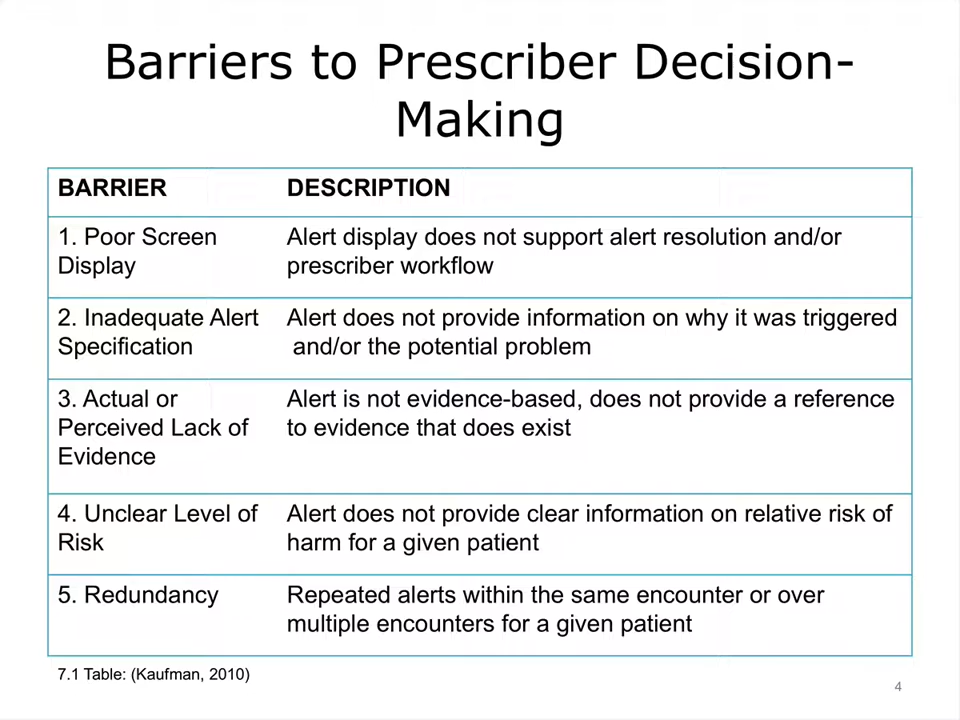 Barriers to Prescriber Decision-
Making
BARRIER DESCRIPTION
1. Poor Screen
Display
Alert display does not support alert resolution and/or
prescriber workflow
2. Inadequate Alert
Specification
Alert does not provide information on why it was triggered
and/or the potential problem
3. Actual or
Perceived Lack of
Evidence
Alert is not evidence-based, does not provide a reference
to evidence that does exist
4. Unclear Level of
Risk
Alert does not provide clear information on relative risk of
harm for a given patient
5. Redundancy
Repeated alerts within the same encounter or over
multiple encounters for a given patient
7.1 Table: (Kaufman, 2010)
4